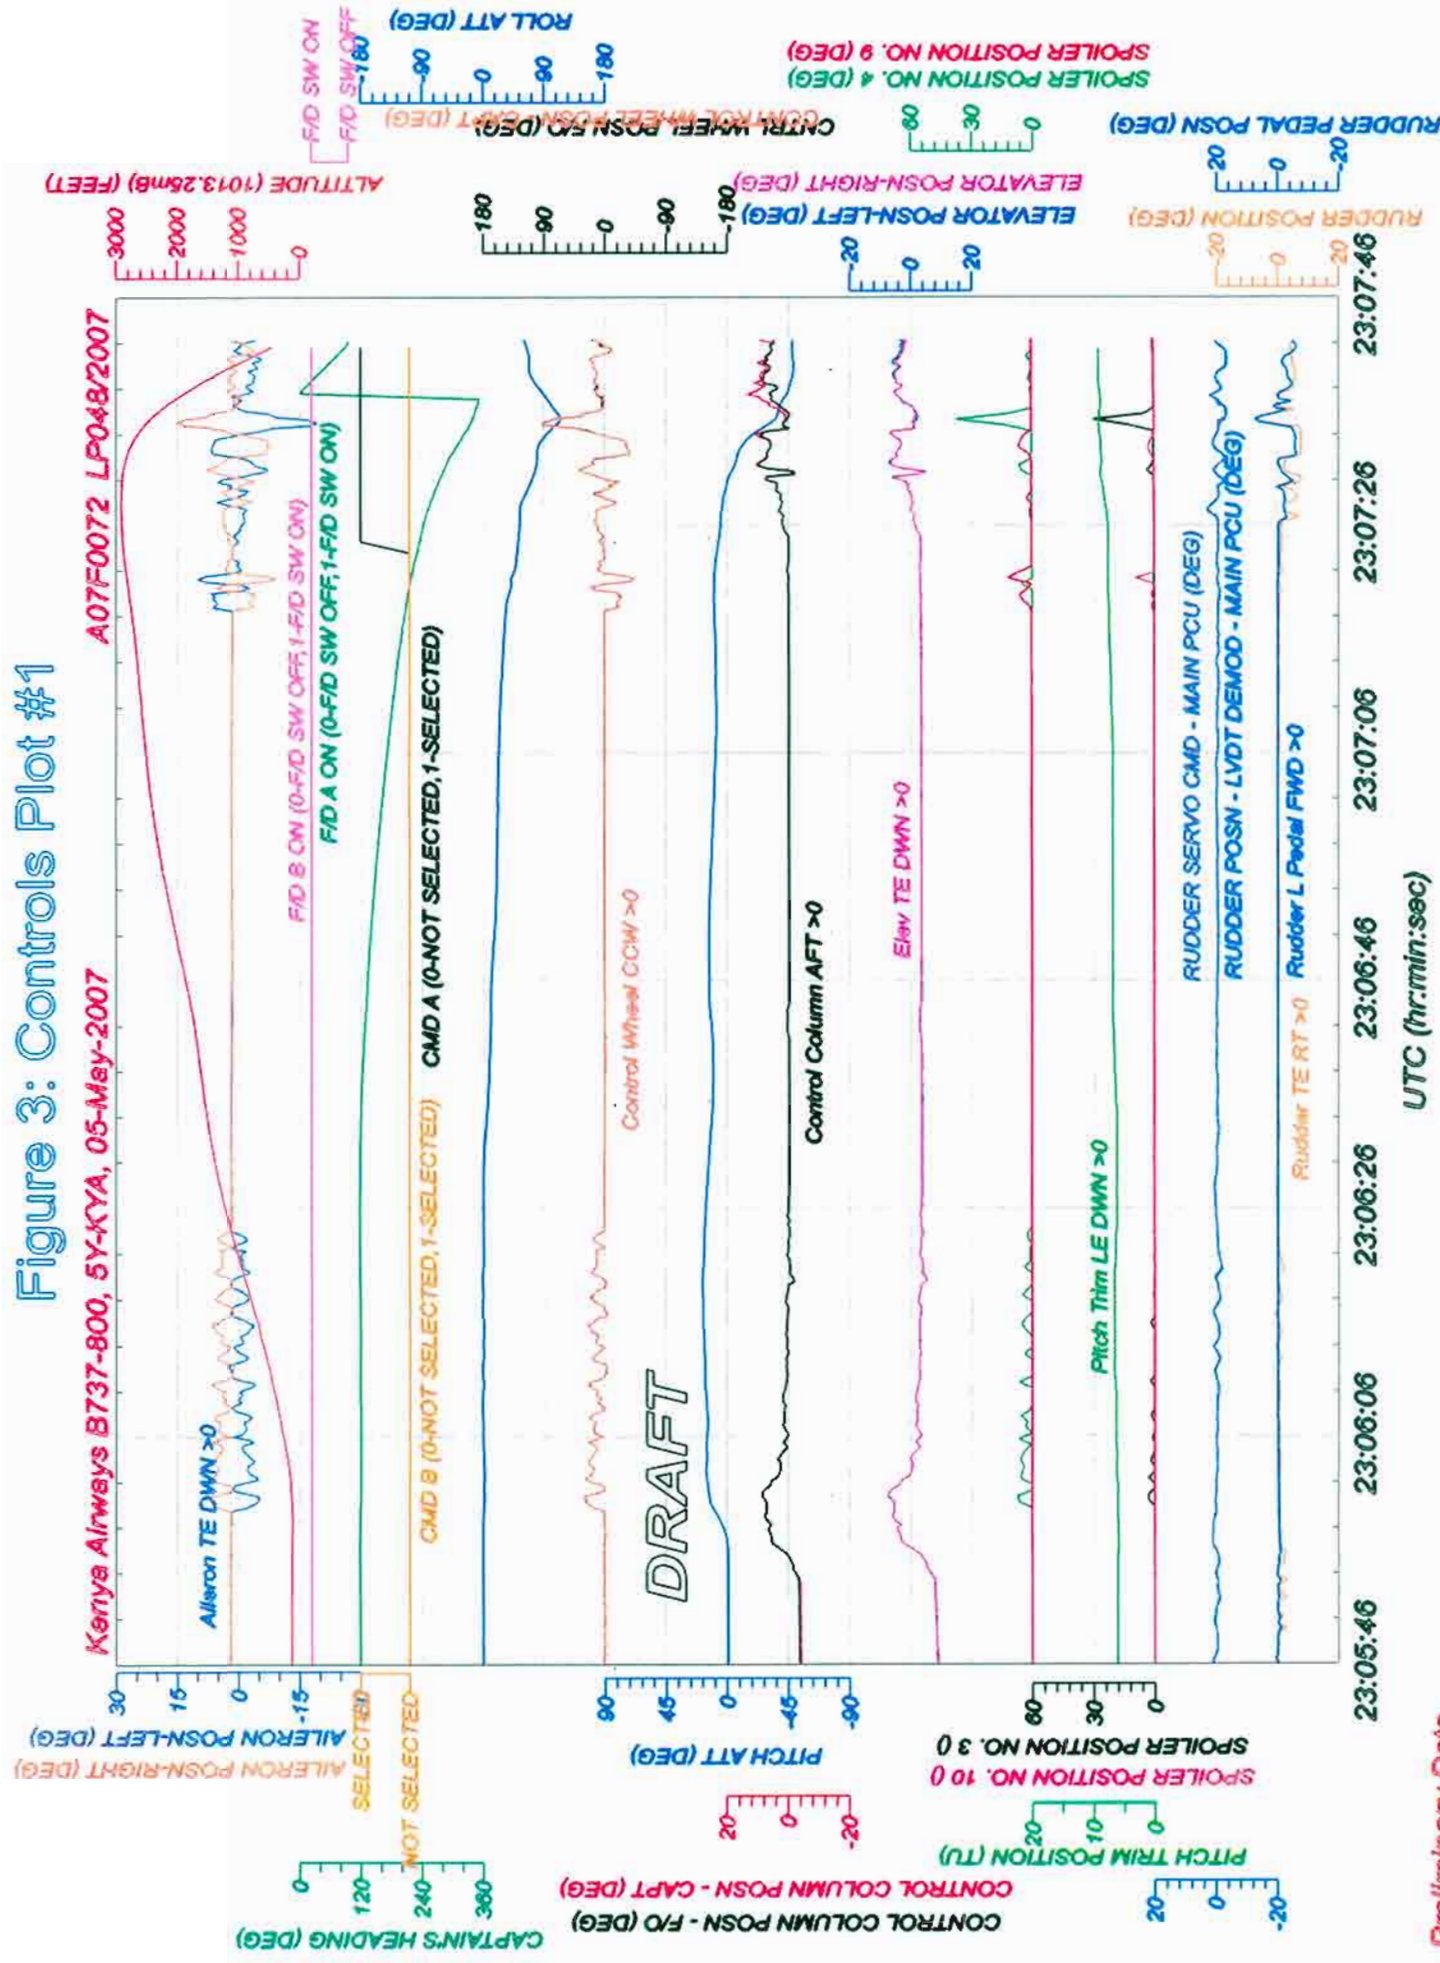 Figure 3: Controls Plot #1
Kenya Airways B737-800, 5Y-KYA, 05-May-2007
A07F0072 LP048/2007
AILERON POSN-RIGHT (DEG)
AILERON POSN-LEFT (DEG)
30
15
0
-15
SELECTED
NOT SELECTED
CAPTAIN'S HEADING (DEG)
0
120
240
360
PITCH ATT (DEG)
90
45
0
-45
-90
CONTROL COLUMN POSN - CAPT (DEG)
CONTROL COLUMN POSN - F/O (DEG)
20
0
-20
SPOILER POSITION NO. 3 ()
SPOILER POSITION NO. 10 ()
60
30
0
PITCH TRIM POSITION (TU)
20
10
0
20
0
-20
Aileron TE DWN >0
F/D B ON (0-F/D SW OFF,1-F/D SW ON)
F/D A ON (0-F/D SW OFF,1-F/D SW ON)
CMD B (0-NOT SELECTED,1-SELECTED)
CMD A (0-NOT SELECTED,1-SELECTED)
Control Wheel CCW >0
DRAFT
Control Column AFT >0
Elev TE DWN >0
Pitch Trim LE DWN >0
RUDDER SERVO CMD - MAIN PCU (DEG)
RUDDER POSN - LVDT DEMOD - MAIN PCU (DEG)
Rudder TE RT >0
Rudder L Pedal FWD >0
ALTITUDE (1013.25mB) (FEET)
3000
2000
1000
0
F/D SW ON
F/D SW OFF
ROLL ATT (DEG)
-180
-90
0
90
180
CONTROL WHEEL POSN - CAPT (DEG)
CNTRL WHEEL POSN F/O (DEG)
180
90
0
-90
-180
ELEVATOR POSN-RIGHT (DEG)
ELEVATOR POSN-LEFT (DEG)
-20
0
20
SPOILER POSITION NO. 9 (DEG)
SPOILER POSITION NO. 4 (DEG)
60
30
0
RUDDER PEDAL POSN (DEG)
20
0
-20
RUDDER POSITION (DEG)
-20
0
20
23:05:46
23:06:06
23:06:26
23:06:46
23:07:06
23:07:26
23:07:46
UTC (hr:min:sec)
Preliminary Data